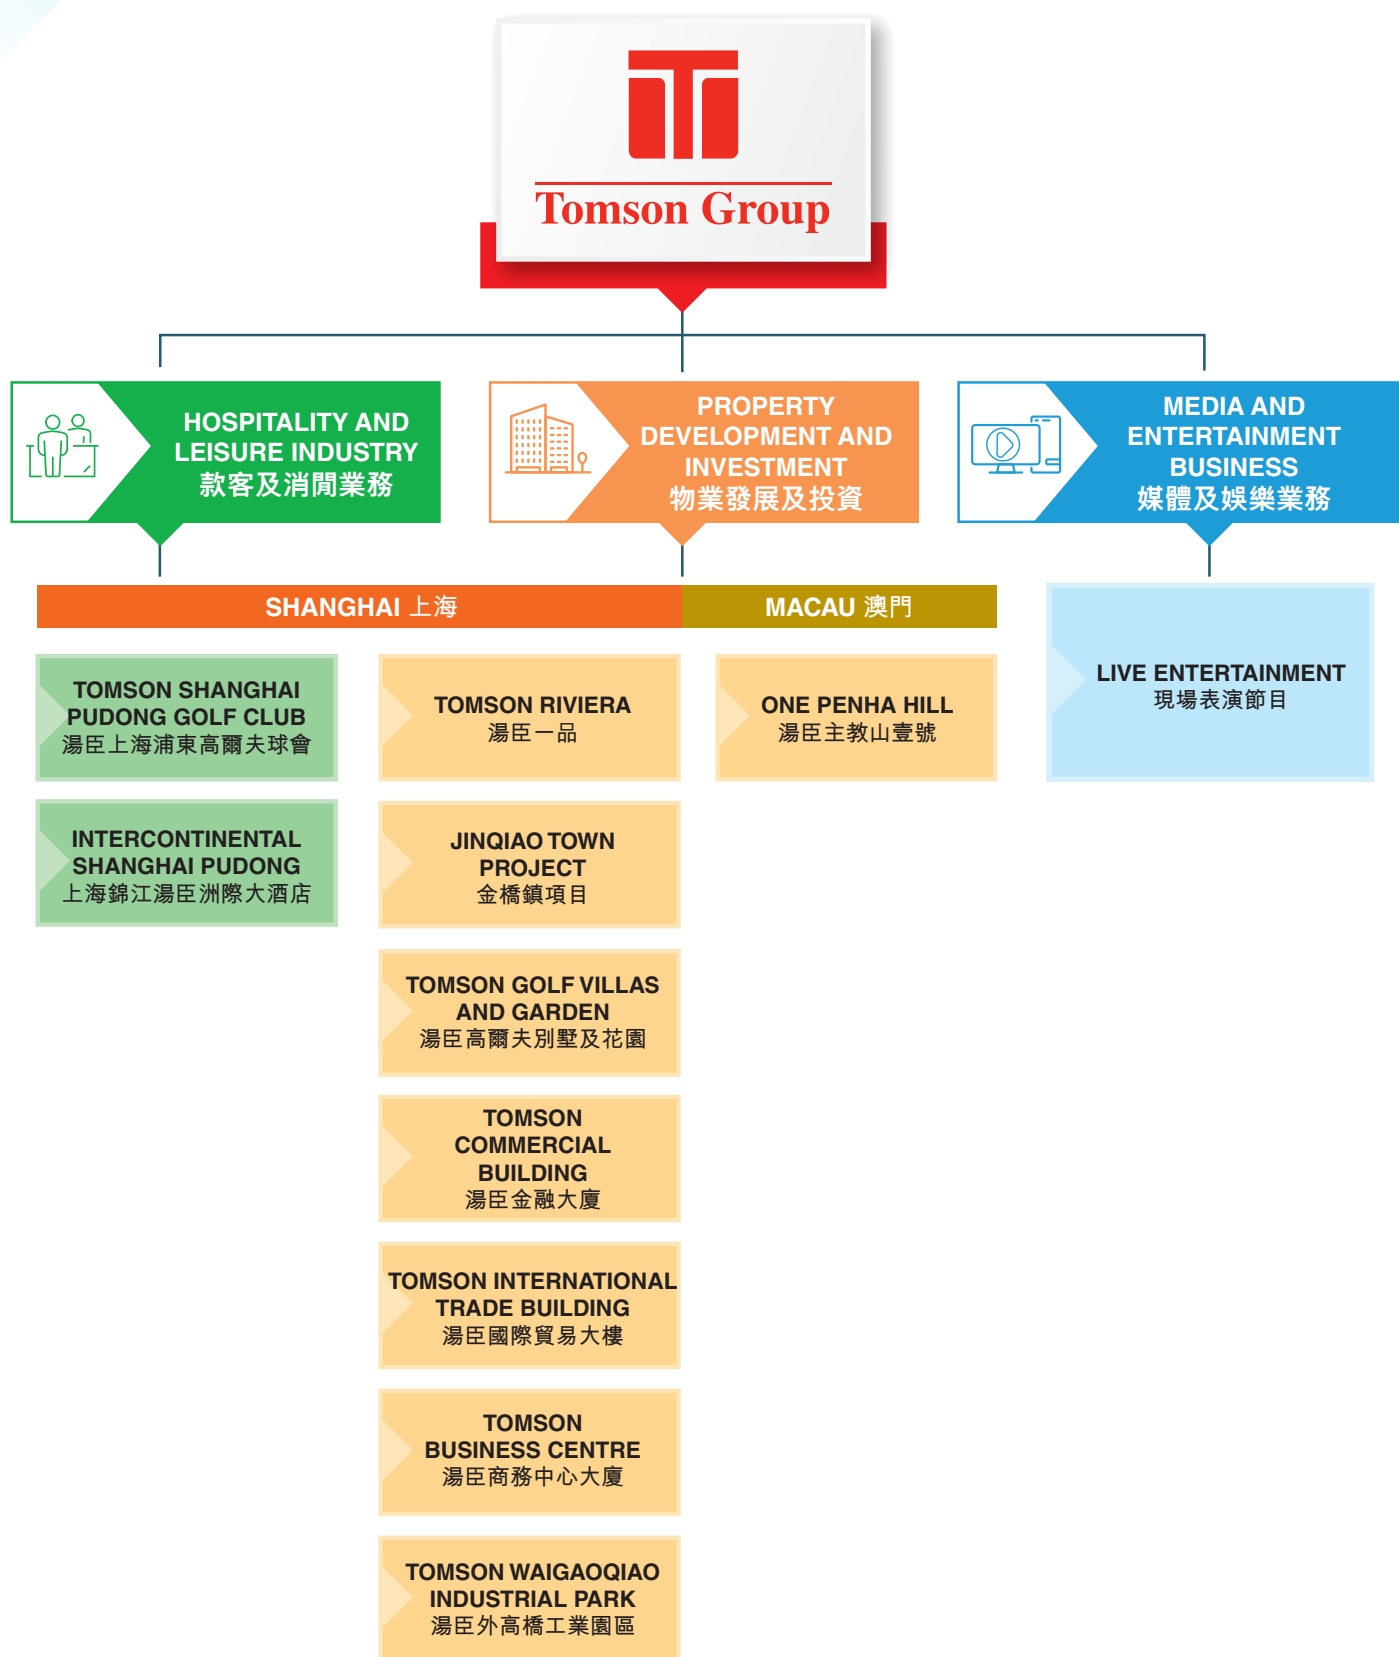 Tomson Group
HOSPITALITY AND
LEISURE INDUSTRY
款客及消閒業務
PROPERTY
DEVELOPMENT AND
INVESTMENT
物業發展及投資
MEDIA AND
ENTERTAINMENT
BUSINESS
媒體及娛樂業務
SHANGHAI 上海
MACAU 澳門
TOMSON SHANGHAI
PUDONG GOLF CLUB
湯臣上海浦東高爾夫球會
INTERCONTINENTAL
SHANGHAI PUDONG
上海錦江湯臣洲際大酒店
TOMSON RIVIERA
湯臣一品
JINQIAO TOWN
PROJECT
金橋鎮項目
TOMSON GOLF VILLAS
AND GARDEN
湯臣高爾夫別墅及花園
TOMSON
COMMERCIAL
BUILDING
湯臣金融大廈
TOMSON INTERNATIONAL
TRADE BUILDING
湯臣國際貿易大樓
TOMSON
BUSINESS CENTRE
湯臣商務中心大廈
TOMSON WAIGAOQIAO
INDUSTRIAL PARK
湯臣外高橋工業園區
ONE PENHA HILL
湯臣主教山壹號
LIVE ENTERTAINMENT
現場表演節目